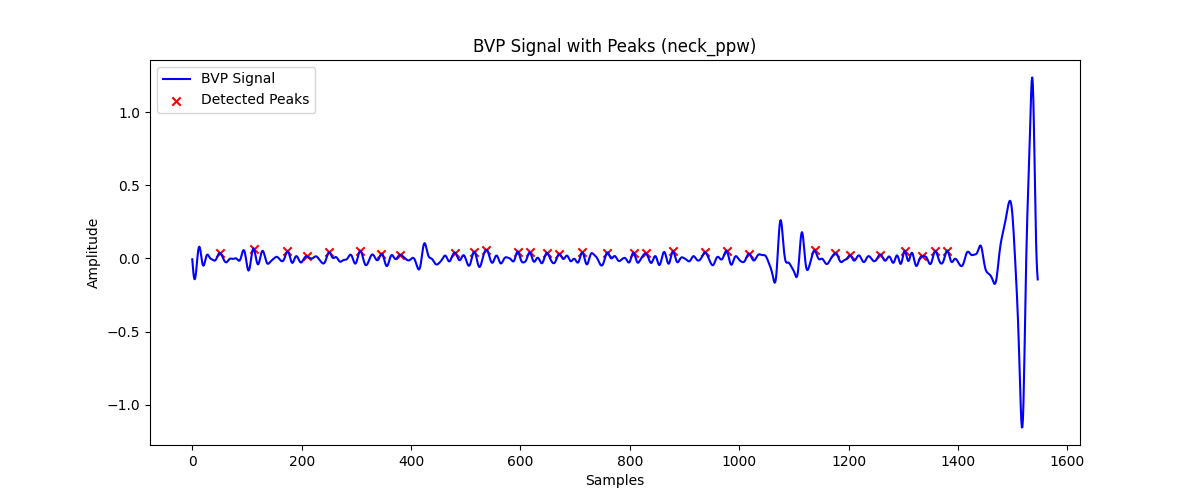 BVP Signal with Peaks (neck_ppw)
BVP Signal
Detected Peaks
Amplitude
1.0
0.5
0.0
−0.5
−1.0
0 200 400 600 800 1000 1200 1400 1600
Samples